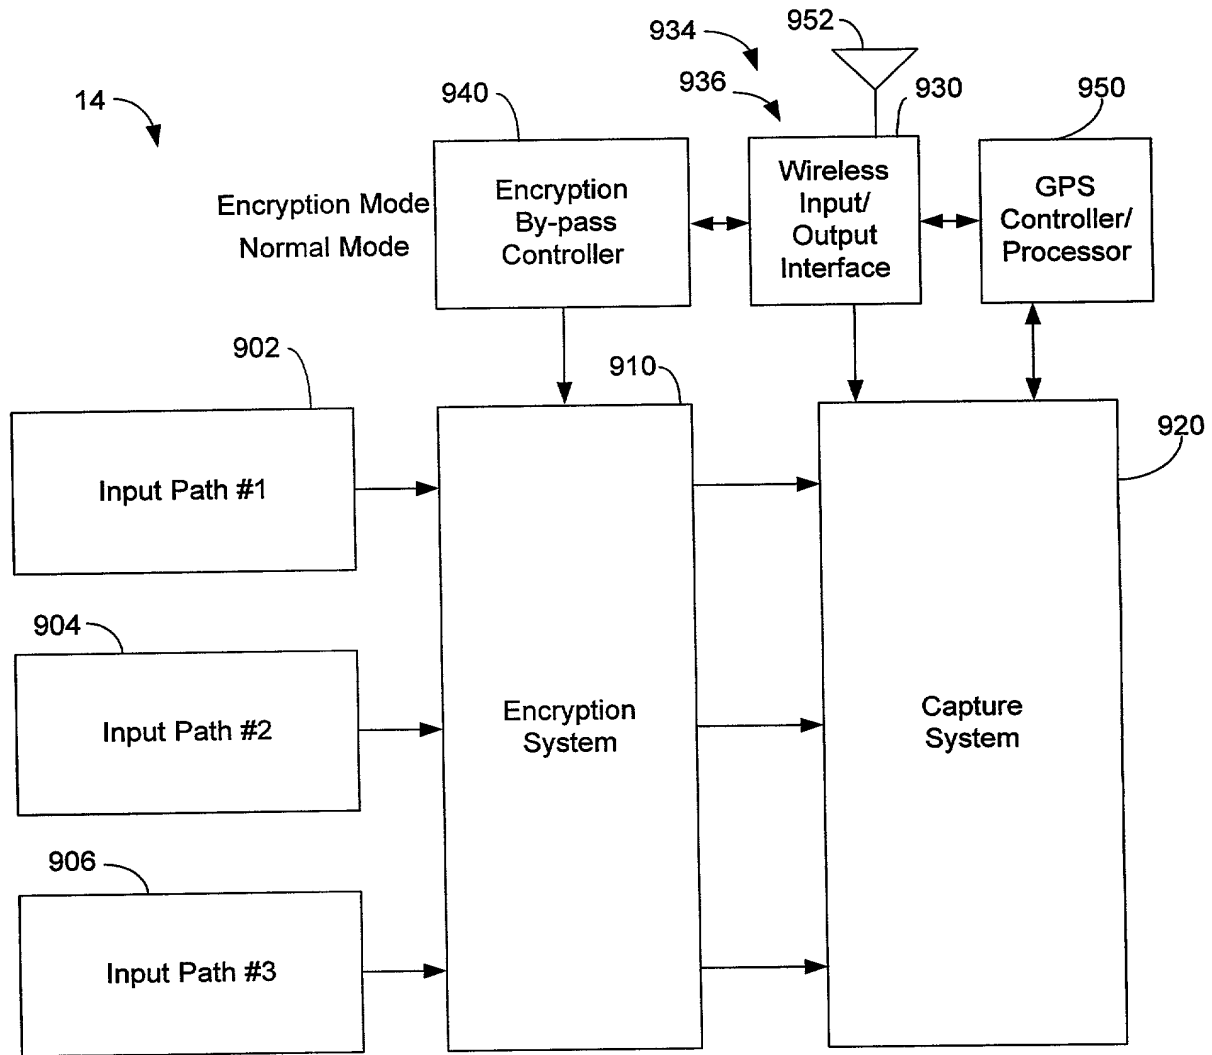 952
934
936
930
14
940
950
Encryption Mode
Normal Mode
Encryption
By-pass
Controller
Wireless
Input/
Output
Interface
GPS
Controller/
Processor
902
910
920
Input Path #1
904
Input Path #2
Encryption
System
Capture
System
906
Input Path #3